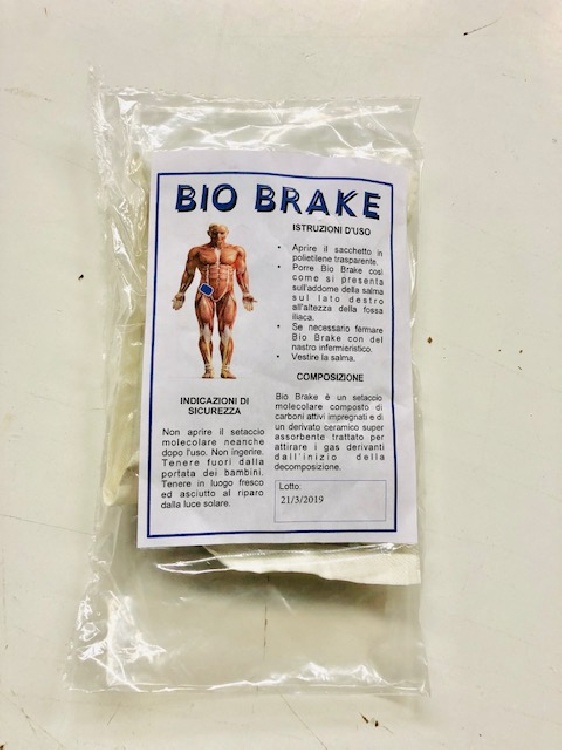 BIO BRAKE
ISTRUZIONI D'USO
• Aprire il sacchetto in
polietilene trasparente.
• Porre Bio Brake così
come si presenta
sull'addome della salma
sul lato destro
all'altezza della fossa
iliaca.
• Se necessario fermare
Bio Brake con del
nastro infermieristico.
• Vestire la salma.
COMPOSIZIONE
Bio Brake è un setaccio
molecolare composto di
carboni attivi impregnati e di
un derivato ceramico super
assorbente trattato per
attirare i gas derivanti
dall'inizio della
decomposizione.
Lotto:
21/3/2019
INDICAZIONI DI
SICUREZZA
Non aprire il setaccio
molecolare neanche
dopo l'uso. Non ingerire.
Tenere fuori dalla
portata dei bambini.
Tenere in luogo fresco
ed asciutto al riparo
dalla luce solare.